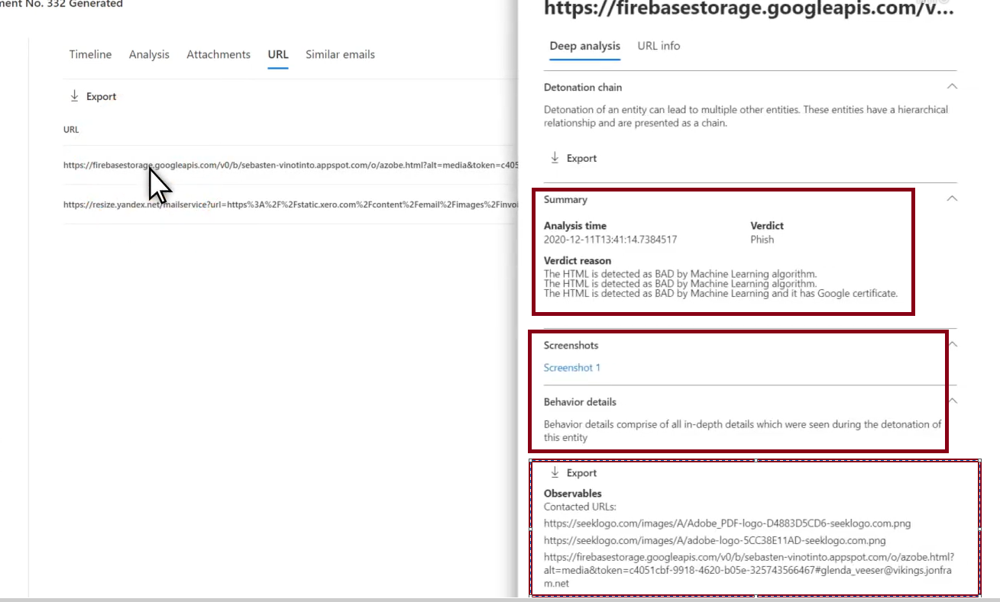 ment No. 332 Generated
Timeline Analysis Attachments URL Similar emails
Export
URL
https://firebasestorage.googleapis.com/v0/b/sebasten-vinotinto.appspot.com/o/azobe.html?alt=media&token=c405
https://resize.yandex.net/mailservice?url=https%3A%2F%2Fstatic.xero.com%2Fcontent%2Femail%2Fimages%2Finvoi
https://firebasestorage.googleapis.com/v...
Deep analysis URL info
Detonation chain
Detonation of an entity can lead to multiple other entities. These entities have a hierarchical
relationship and are presented as a chain.
Export
Summary
Analysis time Verdict
2020-12-11T13:41:14.7384517 Phish
Verdict reason
The HTML is detected as BAD by Machine Learning algorithm.
The HTML is detected as BAD by Machine Learning algorithm.
The HTML is detected as BAD by Machine Learning and it has Google certificate.
Screenshots
Screenshot 1
Behavior details
Behavior details comprise of all in-depth details which were seen during the detonation of
this entity
Export
Observables
Contacted URLs:
https://seeklogo.com/images/A/Adobe_PDF-logo-D4883D5CD6-seeklogo.com.png
https://seeklogo.com/images/A/adobe-logo-5CC38E11AD-seeklogo.com.png
https://firebasestorage.googleapis.com/v0/b/sebasten-vinotinto.appspot.com/o/azobe.html?
alt=media&token=c4051cbf-9918-4620-b05e-325743566467#glenda_veeser@vikings.jonfra
m.net